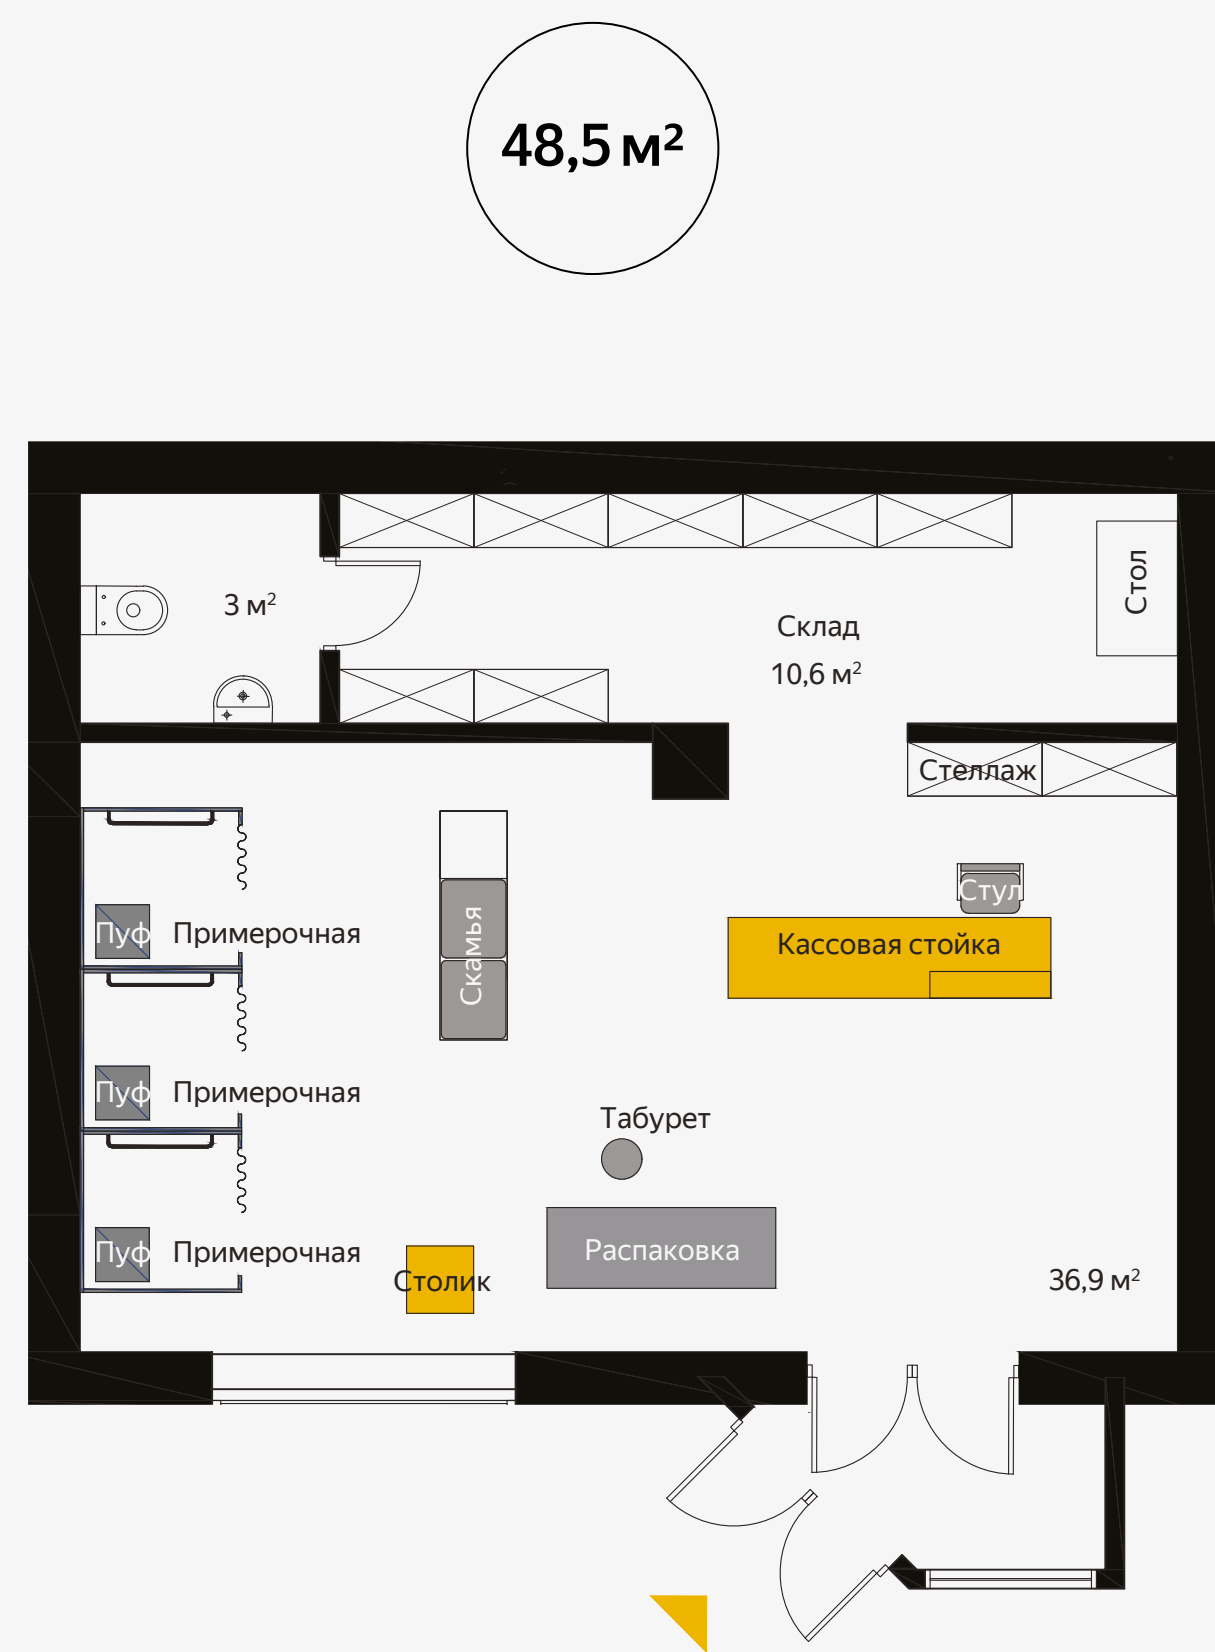 48,5 м²
3 м²
Склад
10,6 м²
Стол
Стеллаж
Стул
Кассовая стойка
Скамья
Пуф Примерочная
Пуф Примерочная
Табурет
Пуф Примерочная
Столик
Распаковка
36,9 м²